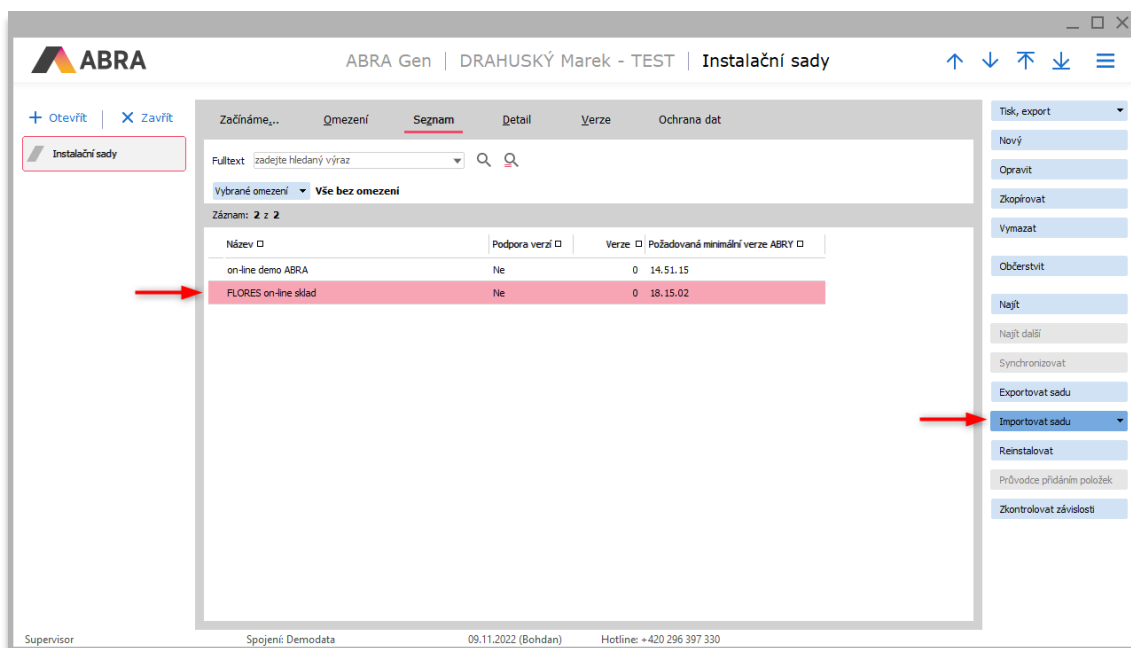 ABRA
ABRA Gen | DRAHUSKÝ Marek - TEST | Instalační sady
+ Otevřít | X Zavřít
Instalační sady
Začínáme... Omezení Seznam Detail Verze Ochrana dat
Fulltext zadejte hledaný výraz
Vybrané omezení Vše bez omezení
Záznam: 2 z 2
Název Podpora verzí Verze Požadovaná minimální verze ABRY
on-line demo ABRA Ne 0 14.51.15
FLORES on-line sklad Ne 0 18.15.02
Tisk, export
Nový
Opravit
Zkopírovat
Vymazat
Občerstvit
Najít
Najít další
Synchronizovat
Exportovat sadu
Importovat sadu
Reinstalovat
Průvodce přidáním položek
Zkontrolovat závislosti
Supervisor Spojení: Demodata 09.11.2022 (Bohdan) Hotline: +420 296 397 330